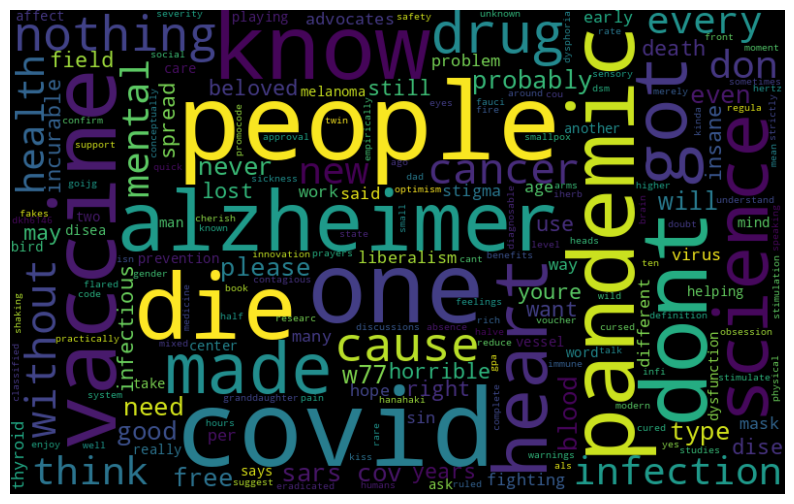 affect
severity
playing
advocates
safety
unknown
early
rate
front
every
moment
nothing
know
drug
dysphoria
don
social
field
care
problem
death
sometimes
health
vaccine
incurable
mental
spread
confirm
conceptually
beloved
melanoma
still
probably
eyes
around
cou
fauci
fire
sensory
dsm
hertz
even
merely
regula
people
pandemic
got
science
insane
support
promocode
approval
twin
empirically
smallpox
another
kinda
strictly
goijg
quick
never
new
ago
dad
cancer
arms
higher
mean
sickness
optimism
iherb
dkh6146
fakes
two
lost
work
said
stigma
age
will
brain
understand
may
disea
man
cherish
known
alzheimer
small
diagnosable
use
level
heads
doubt
mind
speaking
bird
prevention
innovation
prayers
state
cant
virus
ten
infectious
gender
isn
contagious
liberalism
benefits
way
helping
without
code
flared
die
book
please
one
heart
youre
dont
definition
stimulation
shaking
medicine
half
researc
feelings
rich
want
voucher
wild
cursed
stimulate
practically
mixed
center
many
discussions
absence
halve
vessel
different
dysfunction
obsession
classified
made
cause
reduce
word
talk
infi
take
w77
horrible
gpa
immune
physical
need
granddaughter
pain
hope
right
hanahaki
complete
blood
modern
cured
type
system
good
hours
per
covid
sin
mask
thyroid
enjoy
well
really
rare
kiss
fighting
warnings
yes
studies
dise
think
free
says
suggest
eradicated
sars
cov
humans
years
ask
ruled
als
infection